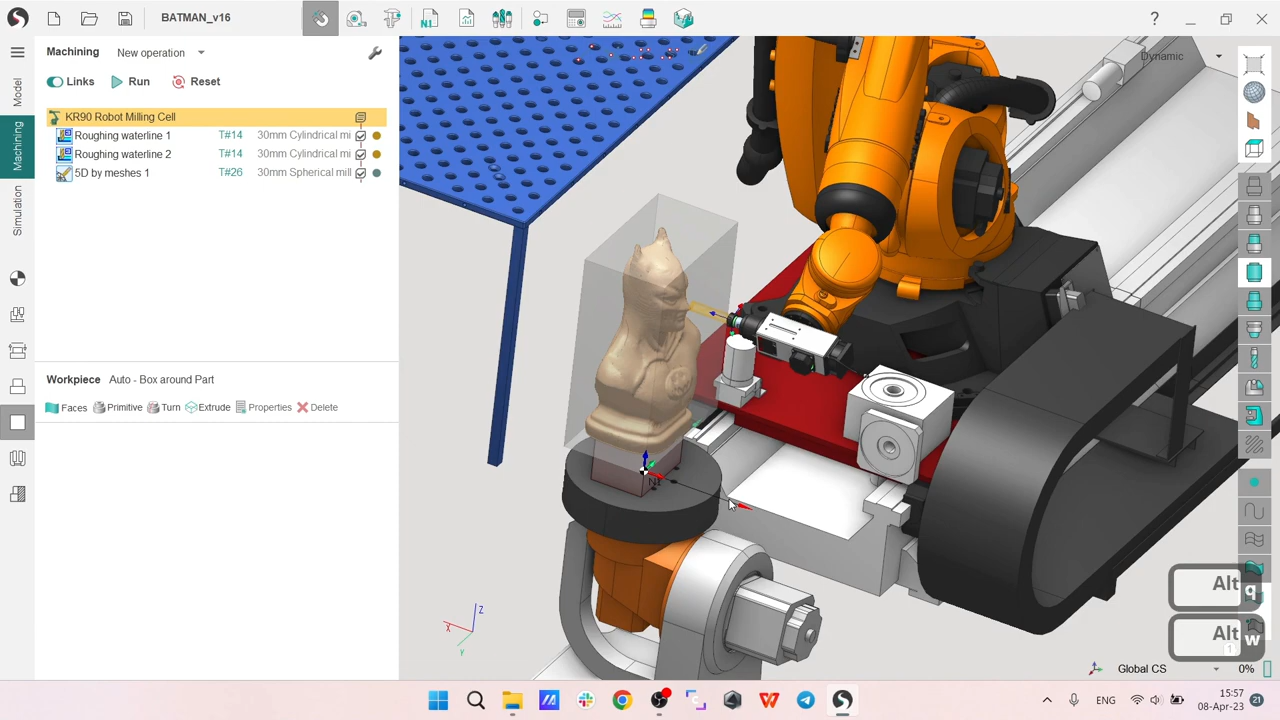 BATMAN_v16
N.1
?
Machining
New operation
Dynamic
Links
Run
Reset
Model
Machining
Simulation
KR90 Robot Milling Cell
Roughing waterline 1 T#14 30mm Cylindrical mi
Roughing waterline 2 T#14 30mm Cylindrical mi
5D by meshes 1 T#26 30mm Spherical mill
Workpiece Auto - Box around Part
Faces
Primitive
Turn
Extrude
Properties
Delete
Z
X
y
Alt q
Alt w
1
Global CS
0%
ENG
15:57
08-Apr-23
21